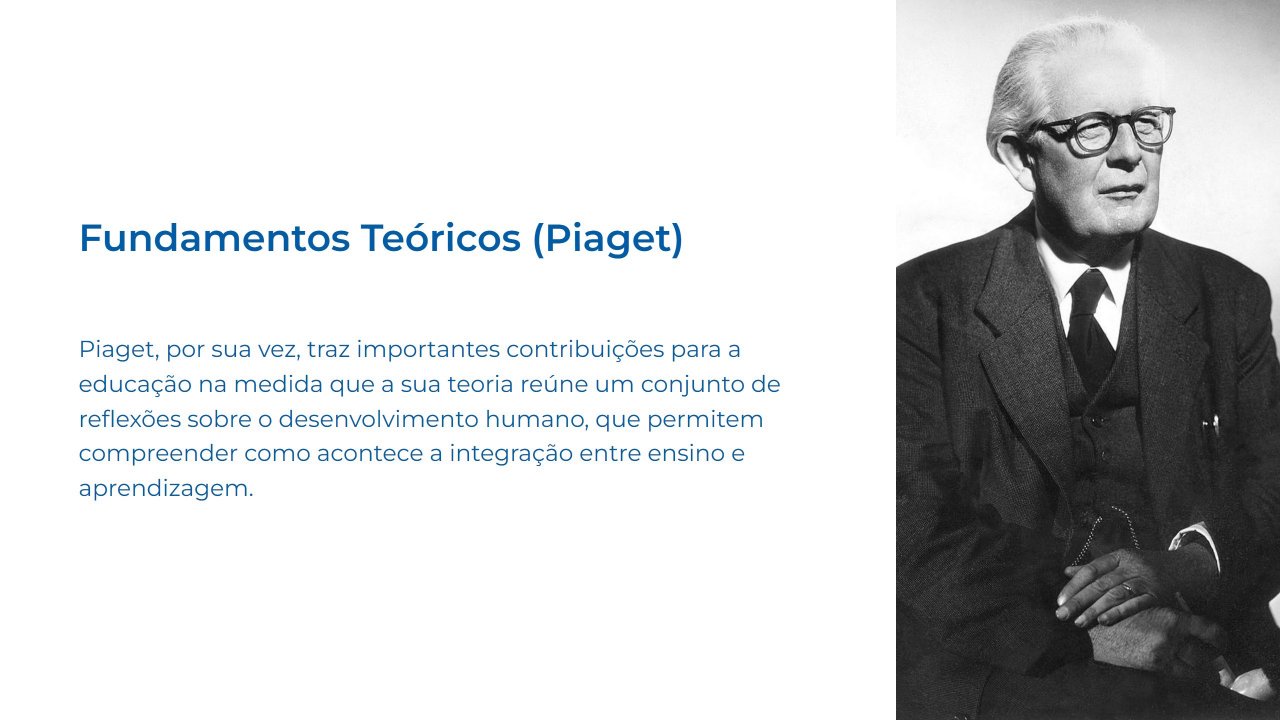 Fundamentos Teóricos (Piaget)
Piaget, por sua vez, traz importantes contribuições para a
educação na medida que a sua teoria reúne um conjunto de
reflexões sobre o desenvolvimento humano, que permitem
compreender como acontece a integração entre ensino e
aprendizagem.